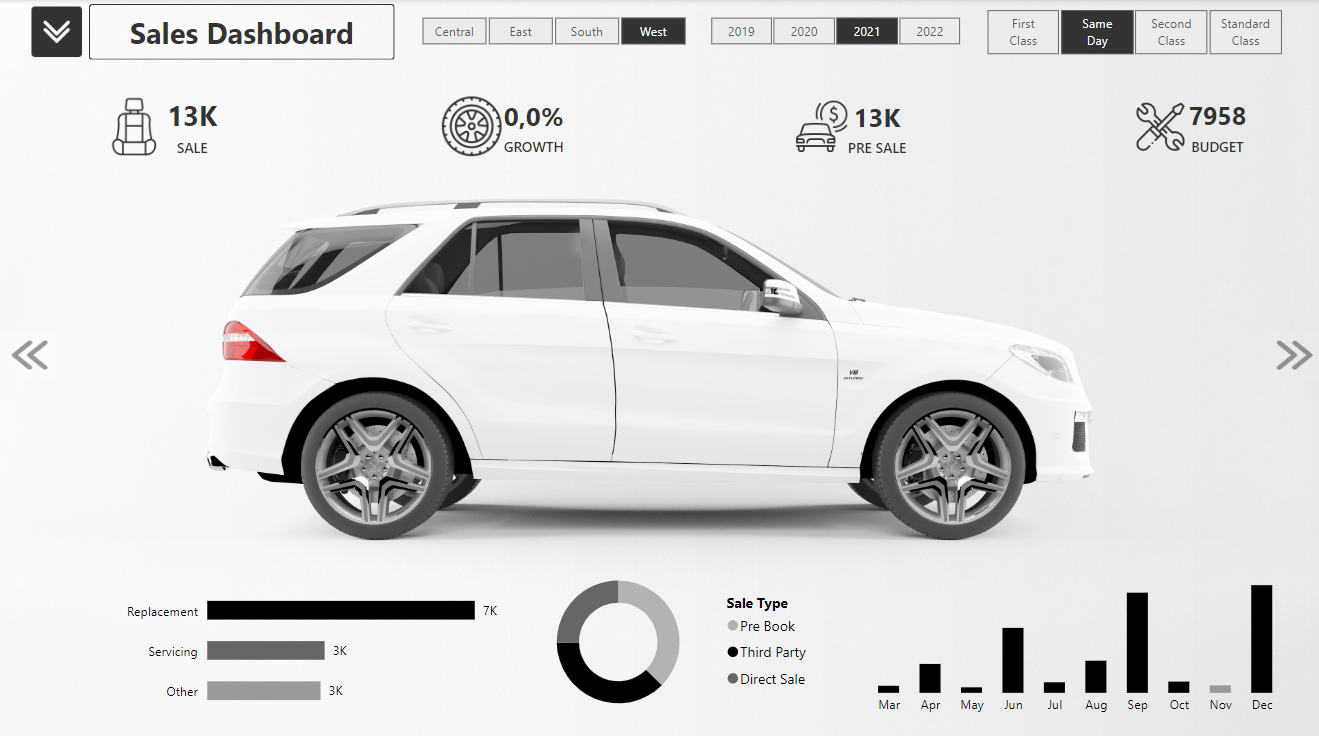 Sales Dashboard
Central East South West
2019 2020 2021 2022
First Class
Same Day
Second Class
Standard Class
13K
SALE
0,0%
GROWTH
13K
PRE SALE
7958
BUDGET
V8
BITURBO
Replacement 7K
Servicing 3K
Other 3K
Sale Type
Pre Book
Third Party
Direct Sale
Mar Apr May Jun Jul Aug Sep Oct Nov Dec